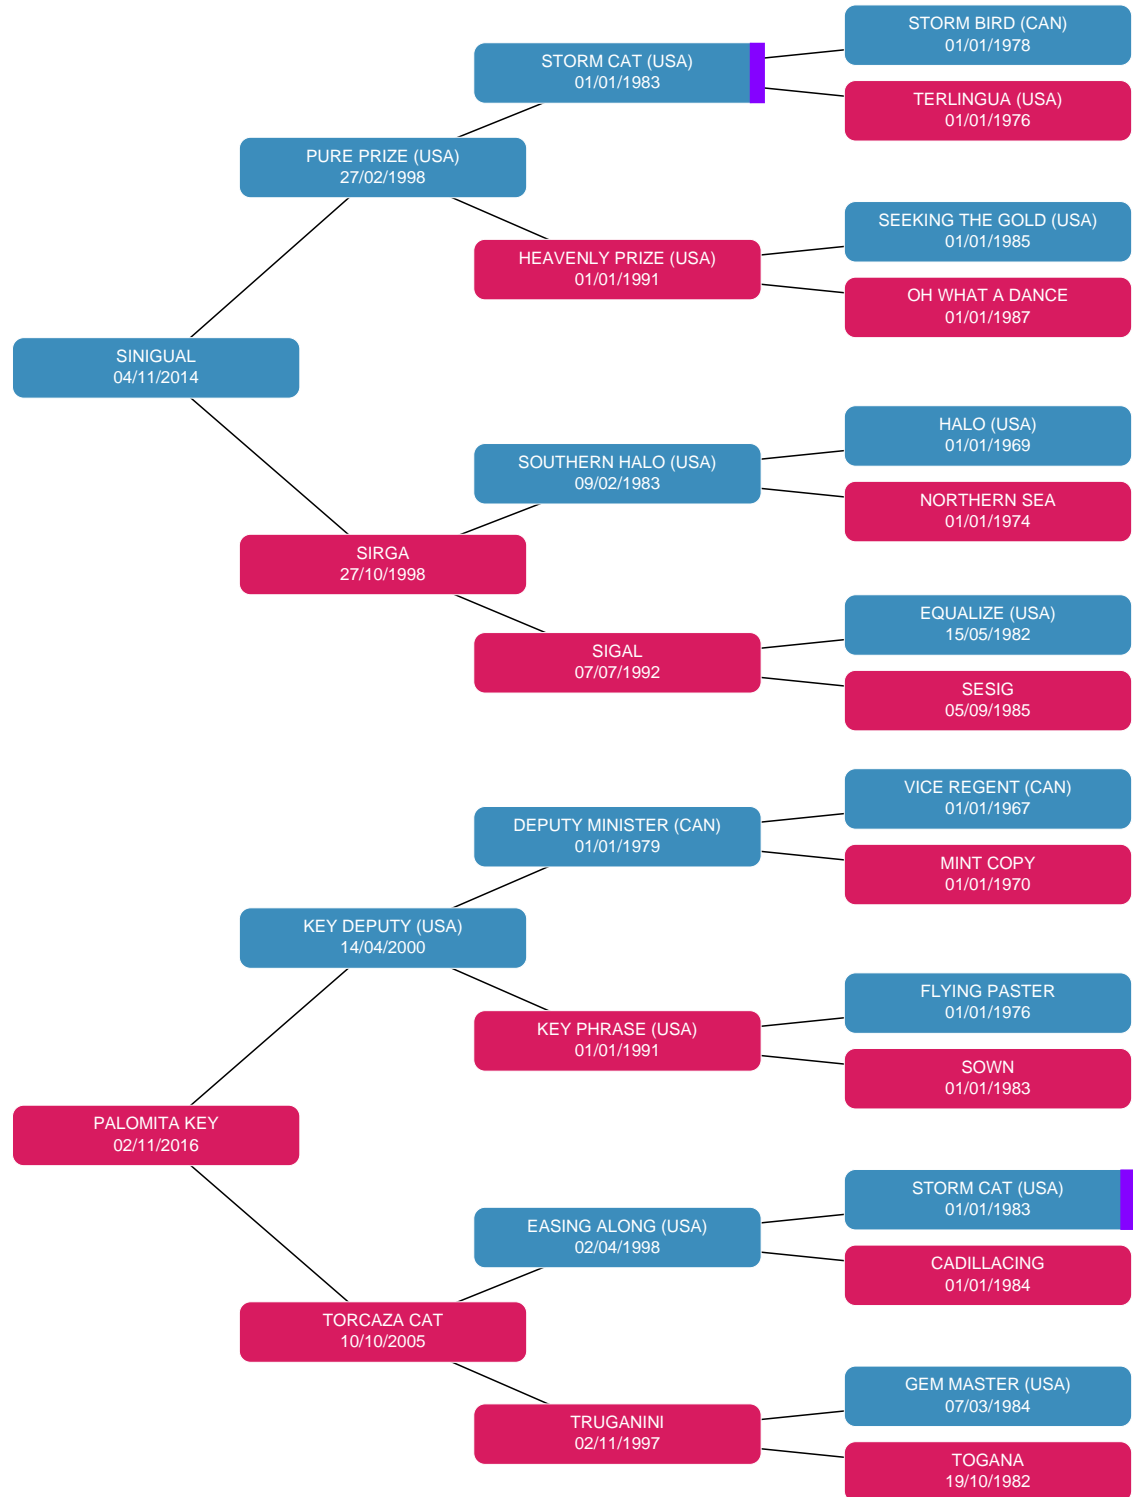 STORM BIRD (CAN)
01/01/1978
STORM CAT (USA)
01/01/1983
TERLINGUA (USA)
01/01/1976
PURE PRIZE (USA)
27/02/1998
SEEKING THE GOLD (USA)
01/01/1985
HEAVENLY PRIZE (USA)
01/01/1991
OH WHAT A DANCE
01/01/1987
SINIGUAL
04/11/2014
HALO (USA)
01/01/1969
SOUTHERN HALO (USA)
09/02/1983
NORTHERN SEA
01/01/1974
SIRGA
27/10/1998
EQUALIZE (USA)
15/05/1982
SIGAL
07/07/1992
SESIG
05/09/1985
VICE REGENT (CAN)
01/01/1967
DEPUTY MINISTER (CAN)
01/01/1979
MINT COPY
01/01/1970
KEY DEPUTY (USA)
14/04/2000
FLYING PASTER
01/01/1976
KEY PHRASE (USA)
01/01/1991
SOWN
01/01/1983
PALOMITA KEY
02/11/2016
STORM CAT (USA)
01/01/1983
EASING ALONG (USA)
02/04/1998
CADILLACING
01/01/1984
TORCAZA CAT
10/10/2005
GEM MASTER (USA)
07/03/1984
TRUGANINI
02/11/1997
TOGANA
19/10/1982